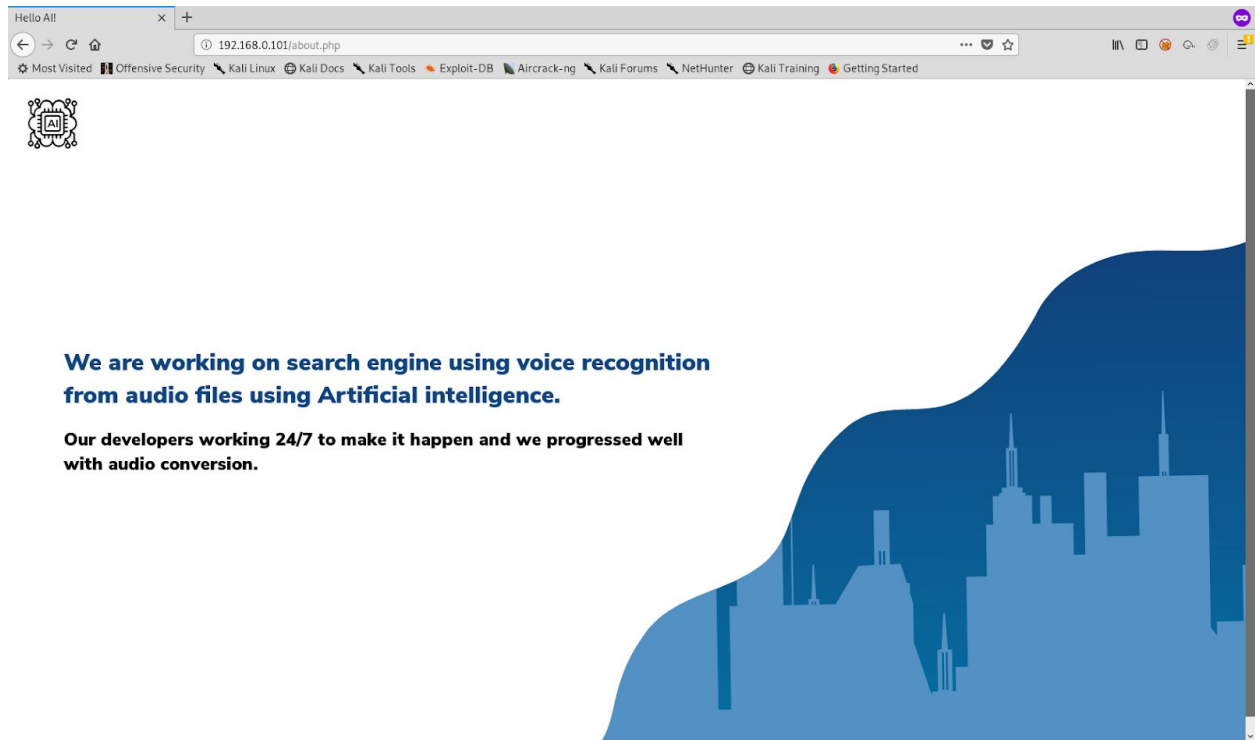 Hello AI!
192.168.0.101/about.php
Most Visited Offensive Security Kali Linux Kali Docs Kali Tools Exploit-DB Aircrack-ng Kali Forums NetHunter Kali Training Getting Started
AI
We are working on search engine using voice recognition
from audio files using Artificial intelligence.
Our developers working 24/7 to make it happen and we progressed well
with audio conversion.